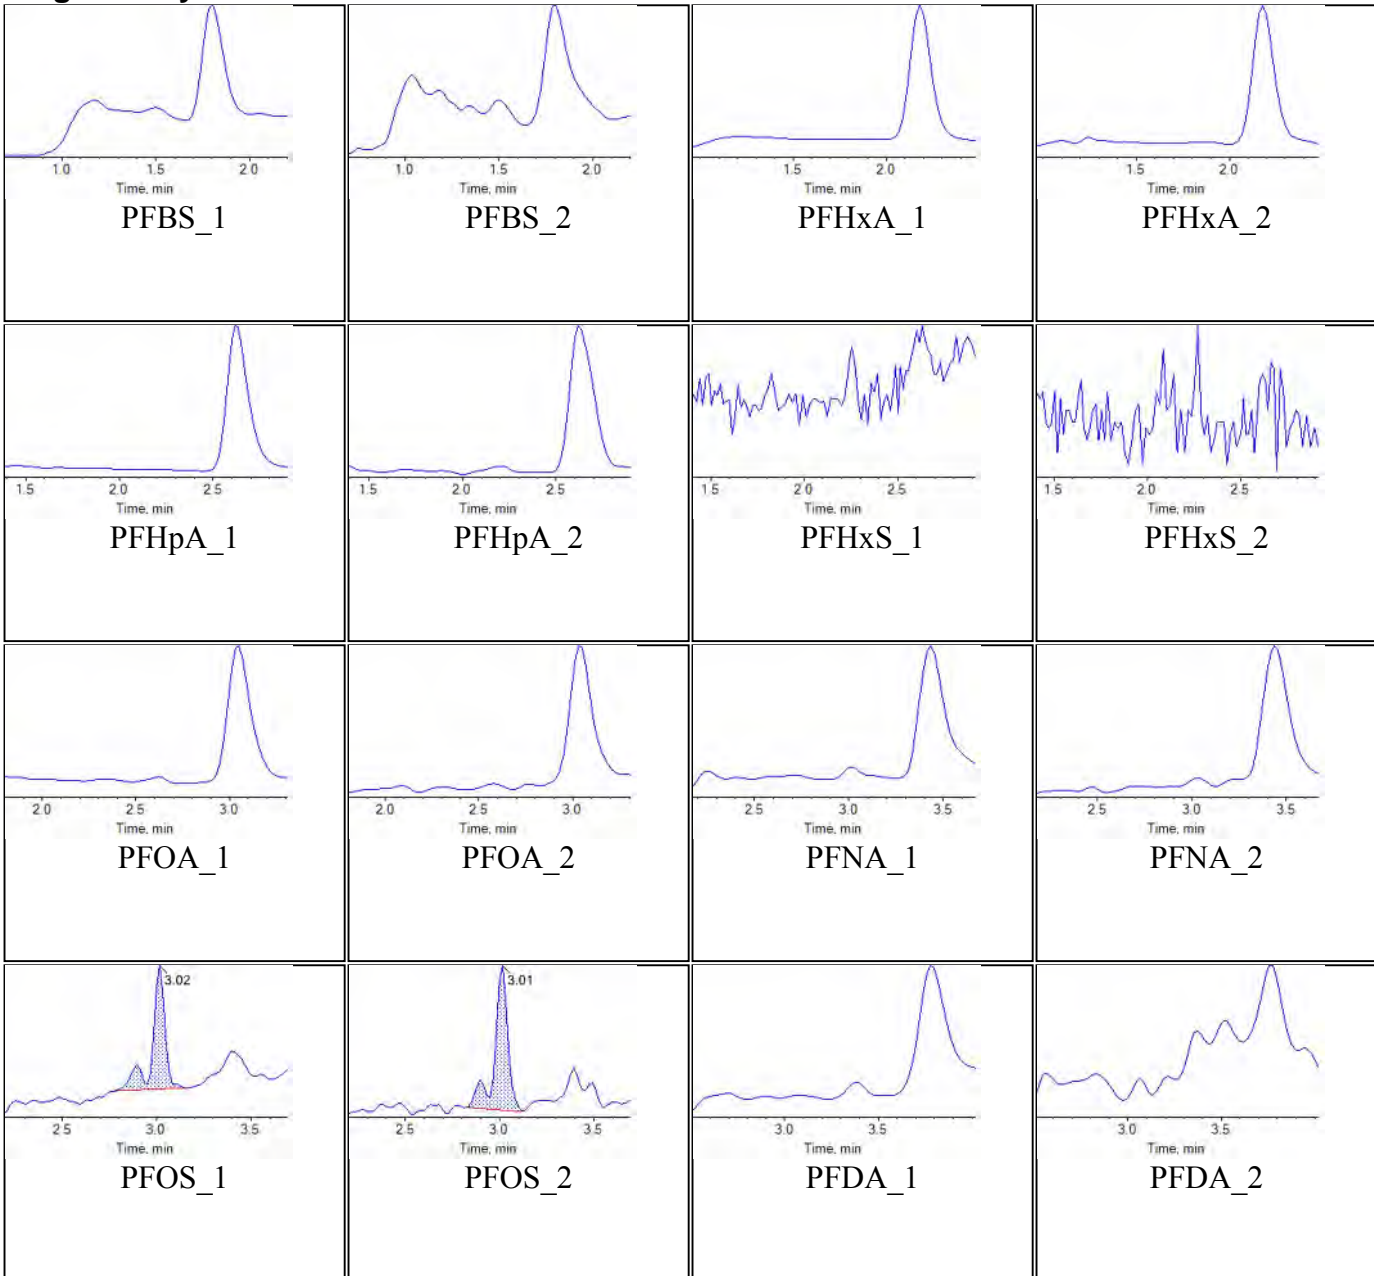 1.0 1.5 2.0 1.0 1.5 2.0 1.5 2.0 1.5 2.0
Time, min Time, min Time, min Time, min
PFBS_1 PFBS_2 PFHxA_1 PFHxA_2
1.5 2.0 2.5 1.5 2.0 2.5 1.5 2.0 2.5 1.5 2.0 2.5
Time, min Time, min Time, min Time, min
PFHpA_1 PFHpA_2 PFHxS_1 PFHxS_2
2.0 2.5 3.0 2.0 2.5 3.0 2.5 3.0 3.5 2.5 3.0 3.5
Time, min Time, min Time, min Time, min
PFOA_1 PFOA_2 PFNA_1 PFNA_2
3.02 3.01
2.5 3.0 3.5 2.5 3.0 3.5 3.0 3.5 3.0 3.5
Time, min Time, min Time, min Time, min
PFOS_1 PFOS_2 PFDA_1 PFDA_2